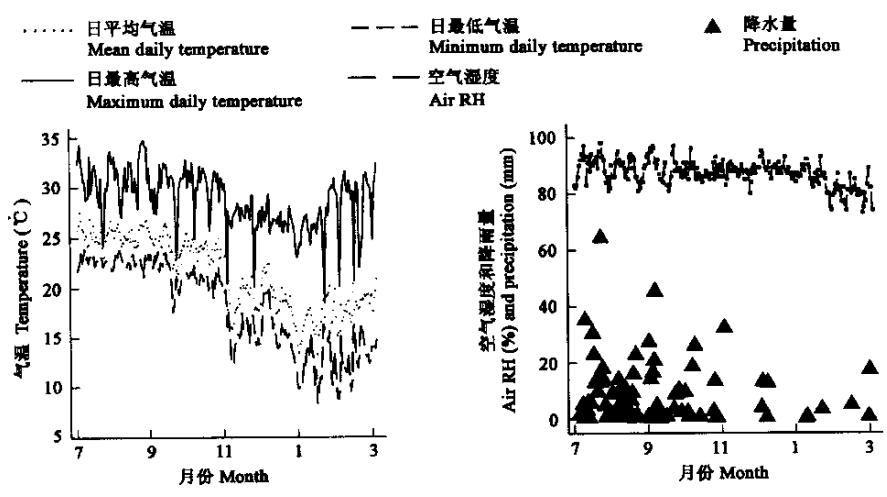 日平均气温
Mean daily temperature
日最低气温
Minimum daily temperature
降水量
Precipitation
日最高气温
Maximum daily temperature
空气湿度
Air RH
35
30
25
20
15
10
5
气温 Temperature (℃)
7 9 11 1 3
月份 Month
100
80
60
40
20
0
空气湿度和降雨量
Air RH (%) and precipitation (mm)
7 9 11 1 3
月份 Month